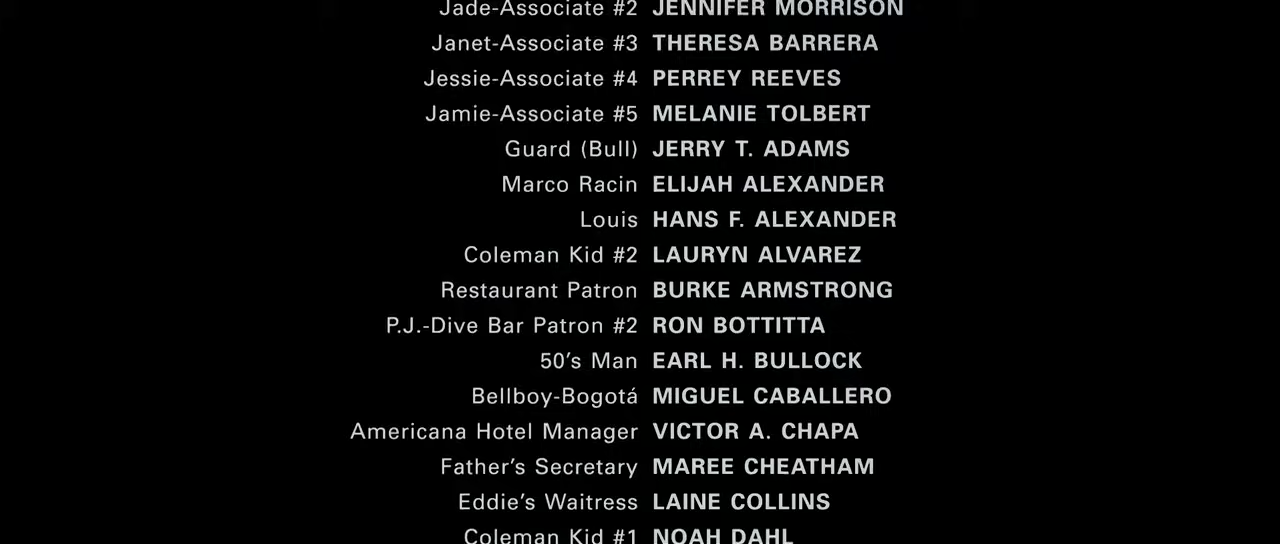 Jade-Associate #2 JENNIFER MORRISON
Janet-Associate #3 THERESA BARRERA
Jessie-Associate #4 PERREY REEVES
Jamie-Associate #5 MELANIE TOLBERT
Guard (Bull) JERRY T. ADAMS
Marco Racin ELIJAH ALEXANDER
Louis HANS F. ALEXANDER
Coleman Kid #2 LAURYN ALVAREZ
Restaurant Patron BURKE ARMSTRONG
P.J.-Dive Bar Patron #2 RON BOTTITTA
50's Man EARL H. BULLOCK
Bellboy-Bogotá MIGUEL CABALLERO
Americana Hotel Manager VICTOR A. CHAPA
Father's Secretary MAREE CHEATHAM
Eddie's Waitress LAINE COLLINS
Coleman Kid #1 NOAH DAHL